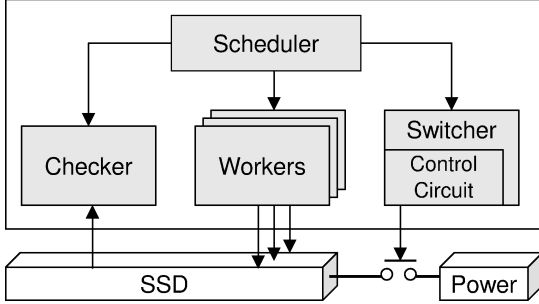 Scheduler
Checker
Workers
Switcher
Control
Circuit
SSD
Power